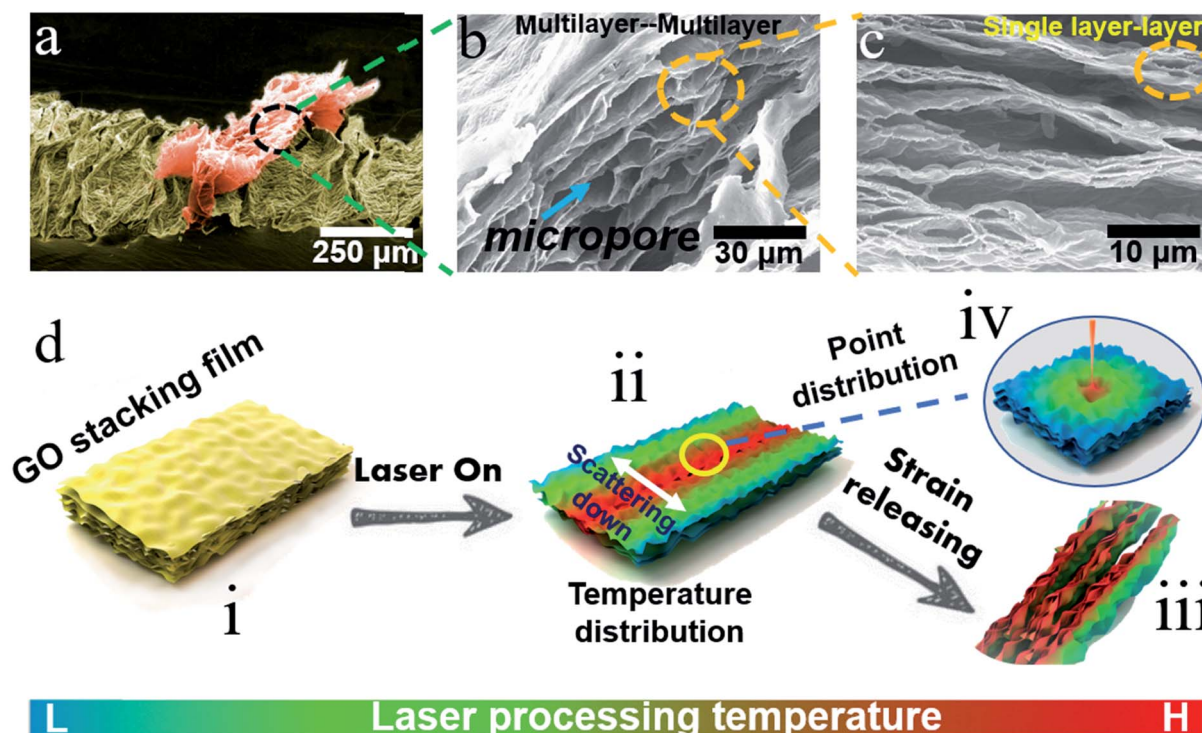 a
250 µm
b
Multilayer--Multilayer
micropore
30 µm
c
Single layer-layer
10 µm
d
GO stacking film
i
Laser On
ii
Scattering
down
Temperature
distribution
Point
distribution
iv
Strain
releasing
iii
L
Laser processing temperature
H